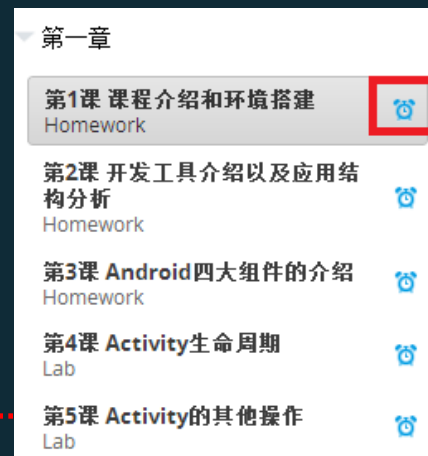 第一章
第1课 课程介绍和环境搭建
Homework
第2课 开发工具介绍以及应用结
构分析
Homework
第3课 Android四大组件的介绍
Homework
第4课 Activity生命周期
Lab
第5课 Activity的其他操作
Lab